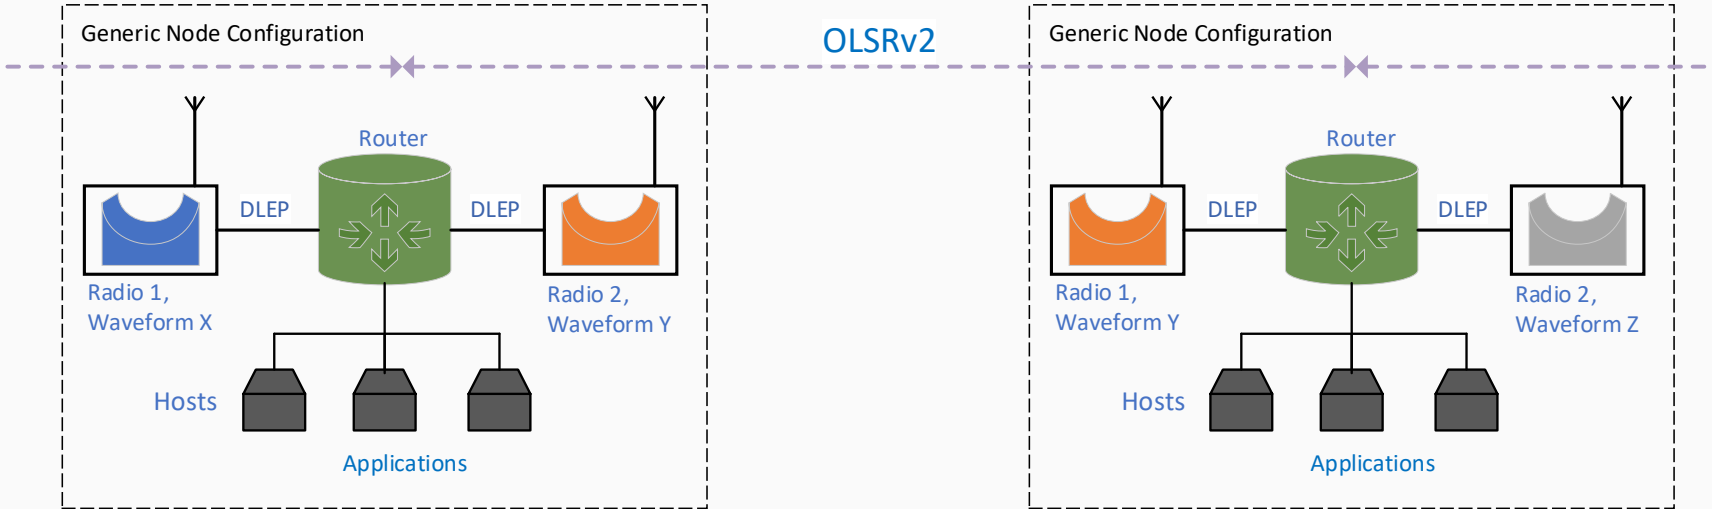 Generic Node Configuration
OLSRv2
Generic Node Configuration
Router
Router
DLEP
DLEP
DLEP
DLEP
Radio 1,
Waveform X
Radio 2,
Waveform Y
Radio 1,
Waveform Y
Radio 2,
Waveform Z
Hosts
Hosts
Applications
Applications